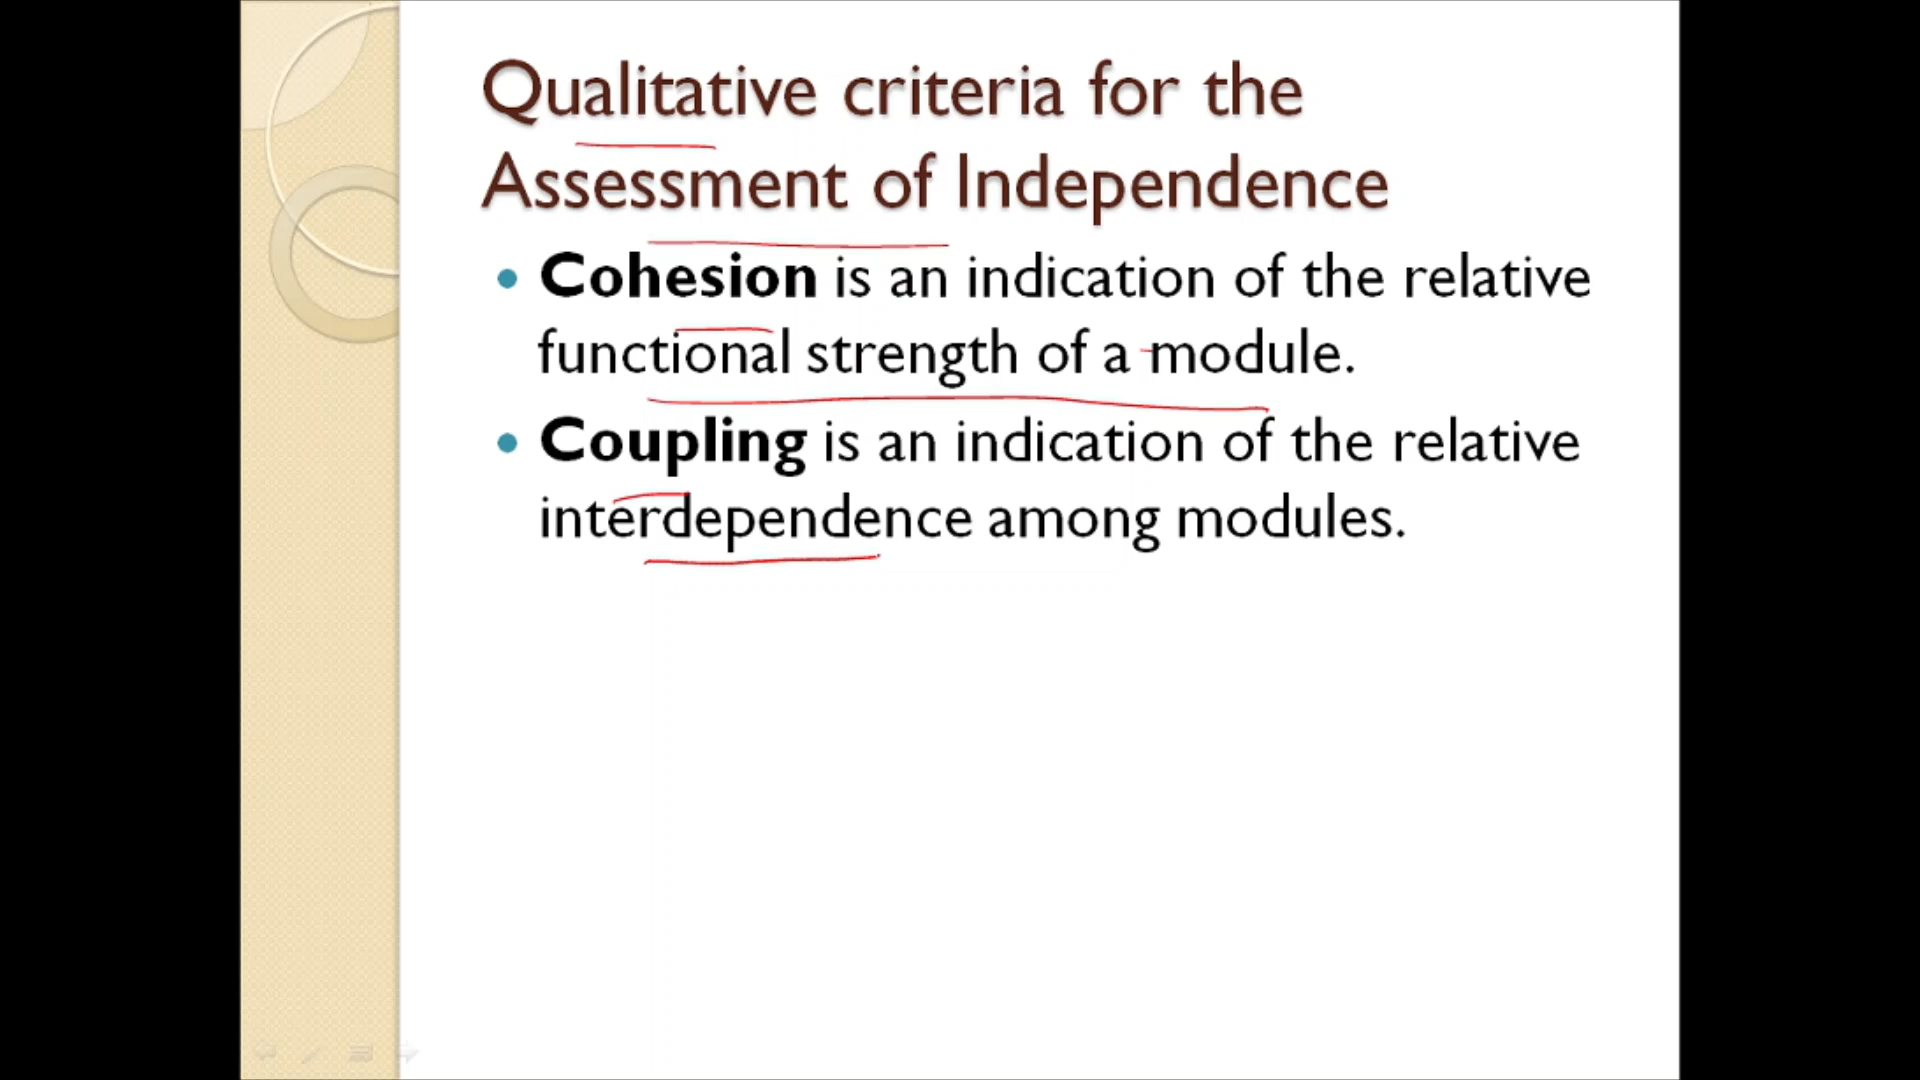 Qualitative criteria for the
Assessment of Independence
• Cohesion is an indication of the relative
functional strength of a module.
• Coupling is an indication of the relative
interdependence among modules.